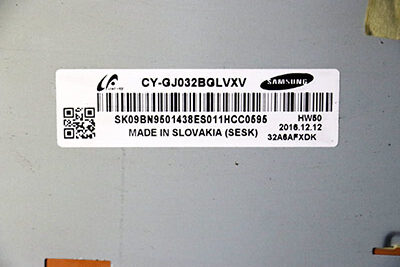 CY-GJ032BGLVXV
SAMSUNG
SK09BN9501438ES011HCC0595
HW50
2016.12.12
MADE IN SLOVAKIA (SESK)
32A6AFXDK